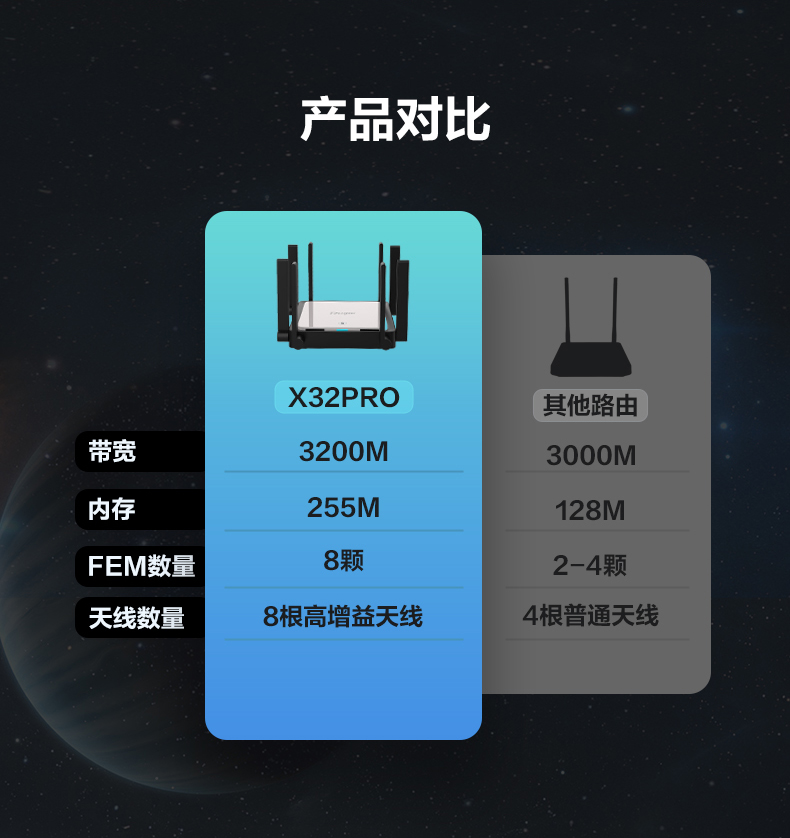 产品对比
X32PRO
其他路由
带宽
3200M
3000M
内存
255M
128M
FEM数量
8颗
2-4颗
天线数量
8根高增益天线
4根普通天线